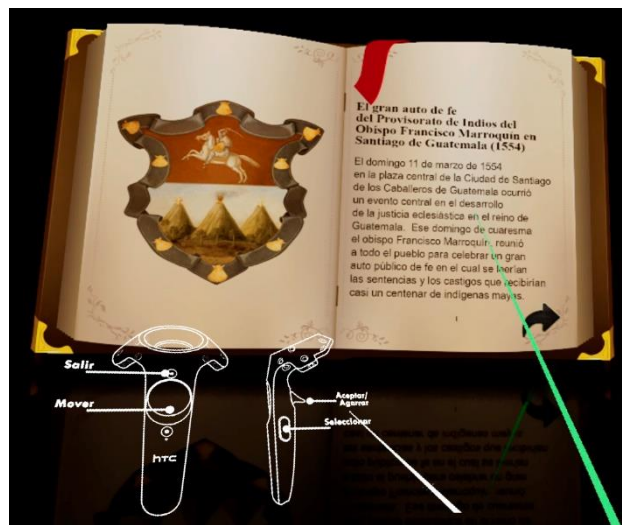 El gran auto de fe
del Provisorato de Indios del
Obispo Francisco Marroquín en
Santiago de Guatemala (1554)
El domingo 11 de marzo de 1554
en la plaza central de la Ciudad de Santiago
de los Caballeros de Guatemala ocurrió
un evento central en el desarrollo
de la justicia eclesiástica en el reino de
Guatemala. Ese domingo de cuaresma
el obispo Francisco Marroquín, reunió
a todo el pueblo para celebrar un gran
auto público de fe en el cual se leerían
las sentencias y los castigos que recibirían
casi un centenar de indígenas mayas.
1
Salir
Mover
hTC
Aceptar/
Agarrar
Seleccionar